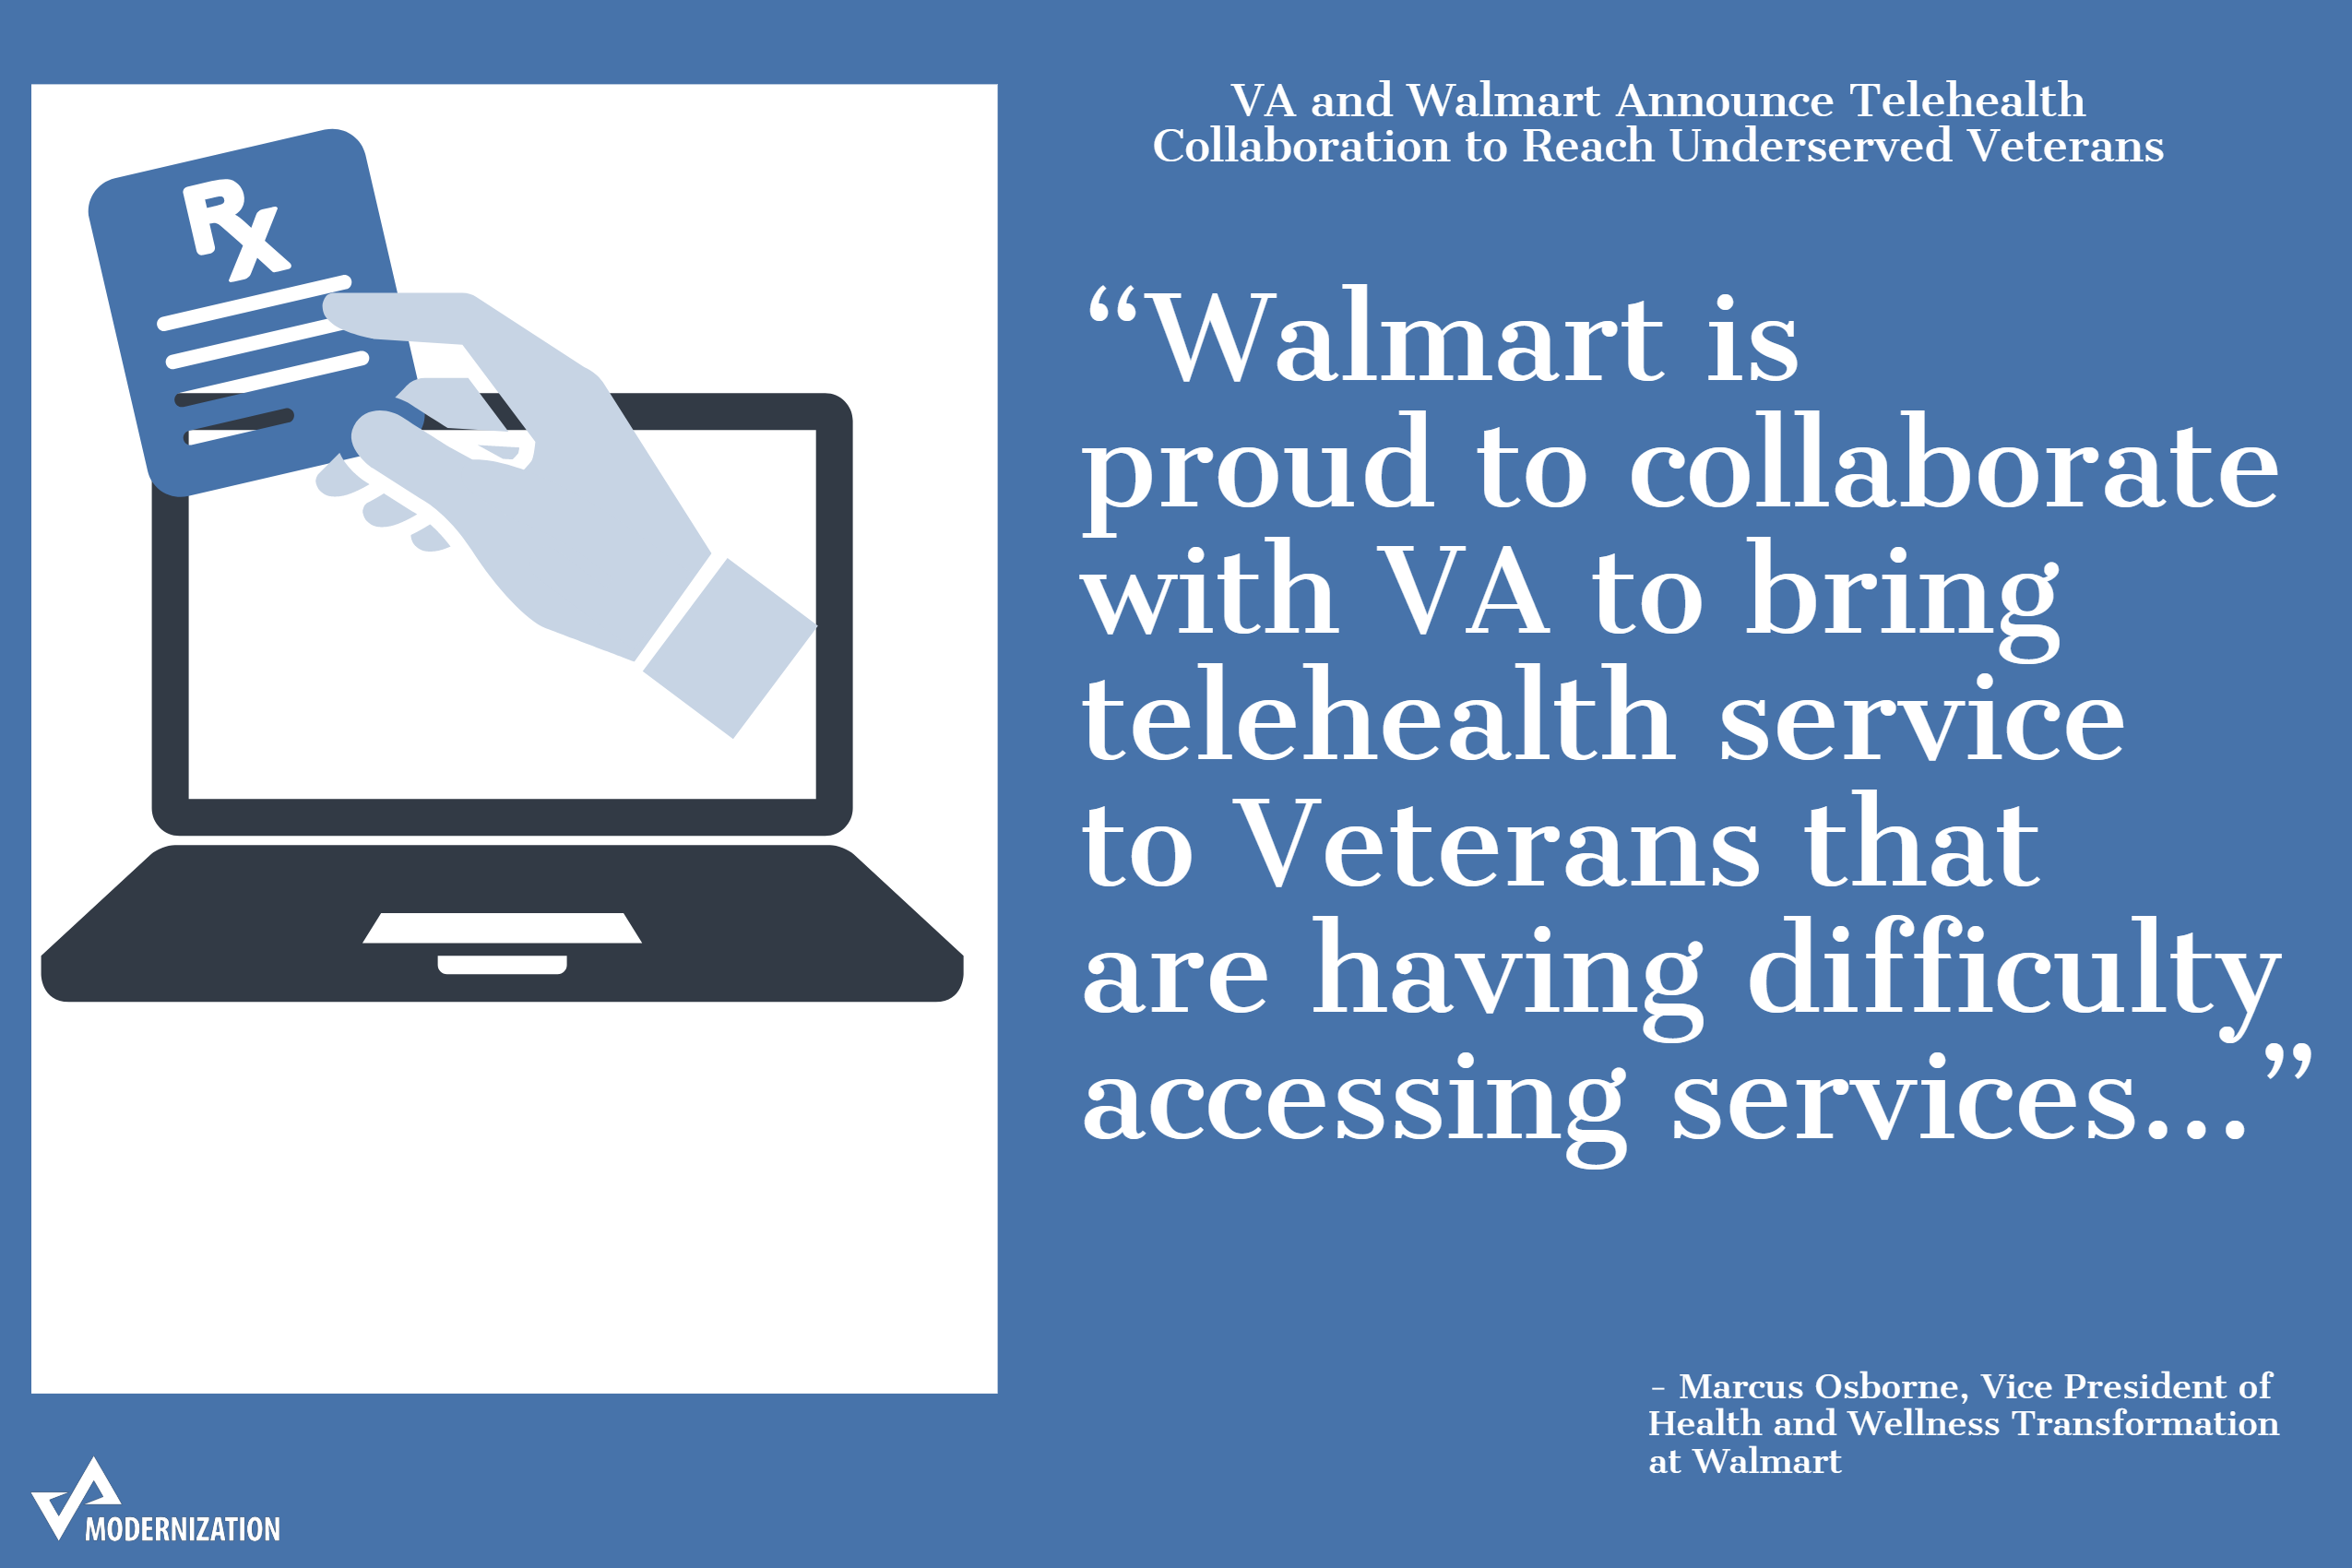 Rx
VA and Walmart Announce Telehealth
Collaboration to Reach Underserved Veterans
“Walmart is
proud to collaborate
with VA to bring
telehealth service
to Veterans that
are having difficulty
accessing services...”
- Marcus Osborne, Vice President of
Health and Wellness Transformation
at Walmart
VA
MODERNIZATION